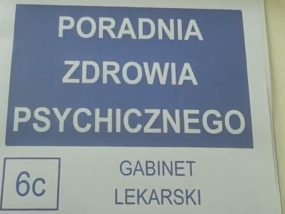 PORADNIA
ZDROWIA
PSYCHICZNEGO
6c
GABINET
LEKARSKI